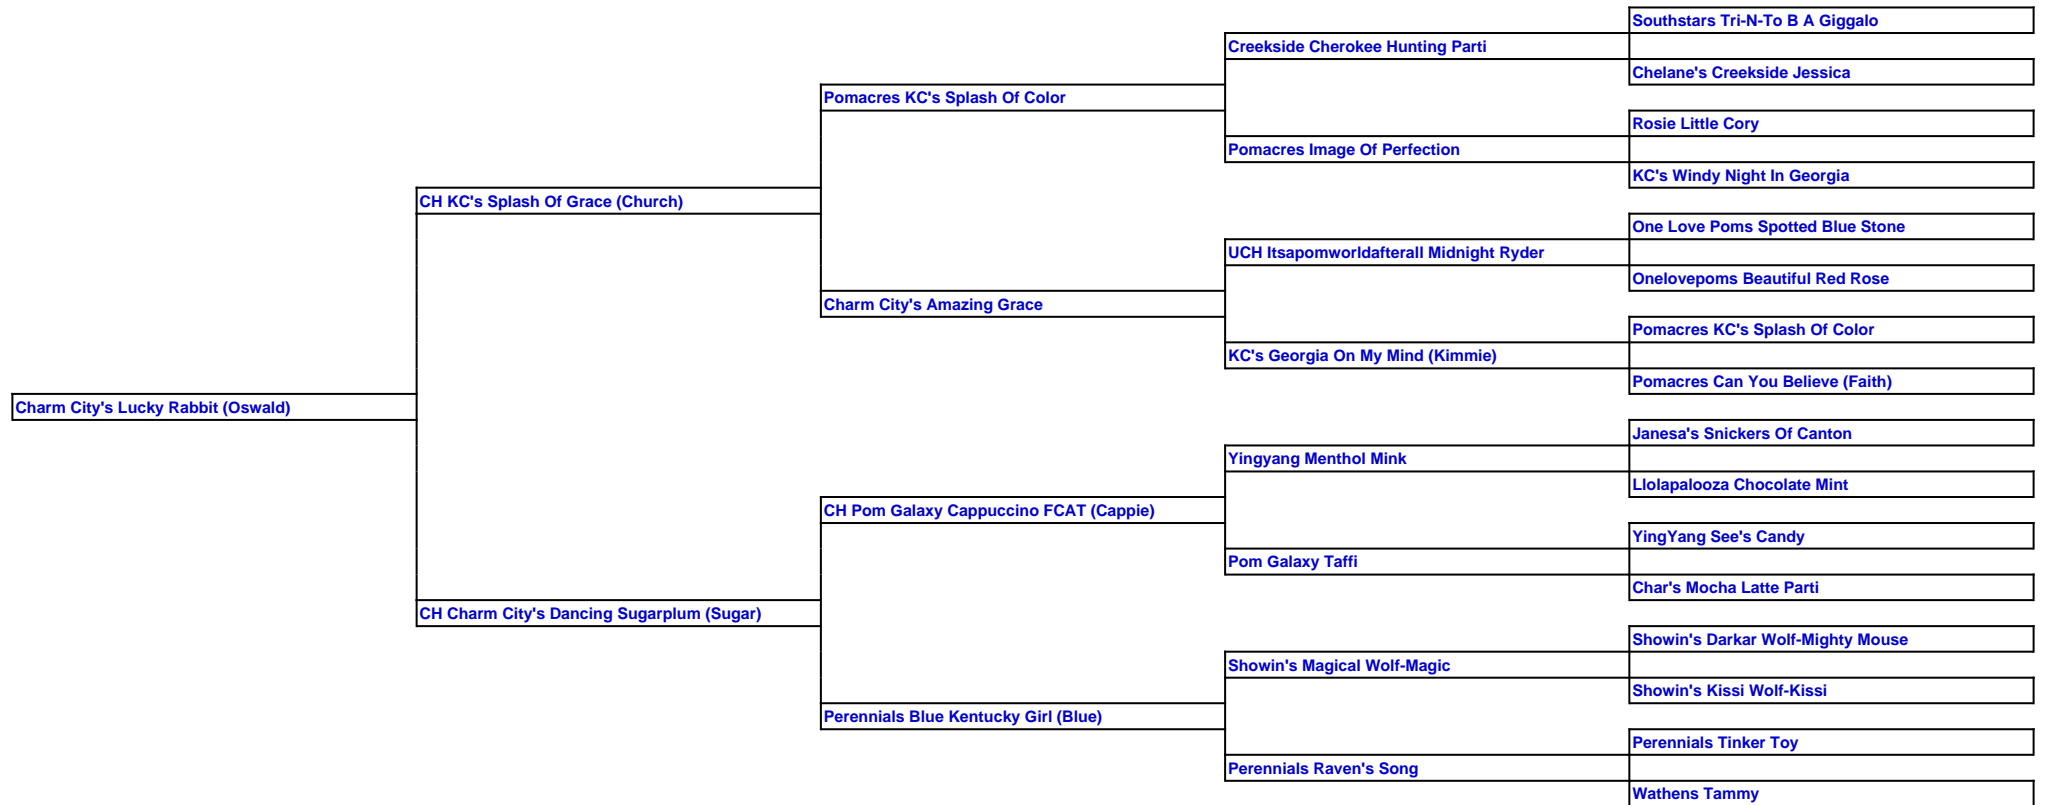 Southstars Tri-N-To B A Giggalo
Creekside Cherokee Hunting Parti
Chelane's Creekside Jessica
Pomacres KC's Splash Of Color
Rosie Little Cory
Pomacres Image Of Perfection
KC's Windy Night In Georgia
CH KC's Splash Of Grace (Church)
One Love Poms Spotted Blue Stone
UCH Itsapomworldafterall Midnight Ryder
Onelovepoms Beautiful Red Rose
Charm City's Amazing Grace
Pomacres KC's Splash Of Color
KC's Georgia On My Mind (Kimmie)
Pomacres Can You Believe (Faith)
Charm City's Lucky Rabbit (Oswald)
Janesa's Snickers Of Canton
Yingyang Menthol Mink
Llolapalooza Chocolate Mint
CH Pom Galaxy Cappuccino FCAT (Cappie)
YingYang See's Candy
Pom Galaxy Taffi
Char's Mocha Latte Parti
CH Charm City's Dancing Sugarplum (Sugar)
Showin's Darkar Wolf-Mighty Mouse
Showin's Magical Wolf-Magic
Showin's Kissi Wolf-Kissi
Perennials Blue Kentucky Girl (Blue)
Perennials Tinker Toy
Perennials Raven's Song
Wathens Tammy